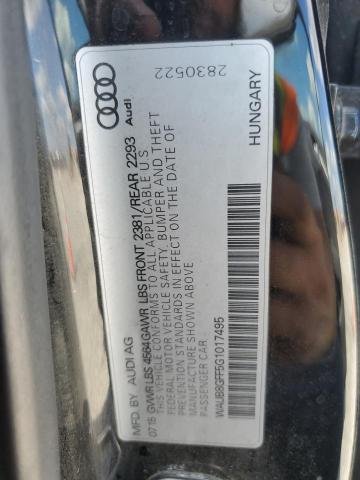 MFD. BY AUDI AG
07/15 GVWR LBS 4564 GAWR LBS FRONT 2381/REAR 2293
THIS VEHICLE CONFORMS TO ALL APPLICABLE U.S.
FEDERAL MOTOR VEHICLE SAFETY, BUMPER AND THEFT
PREVENTION STANDARDS IN EFFECT ON THE DATE OF
MANUFACTURE SHOWN ABOVE
PASSENGER CAR
WAUB8GFF5G1017495
Audi
HUNGARY
2830522